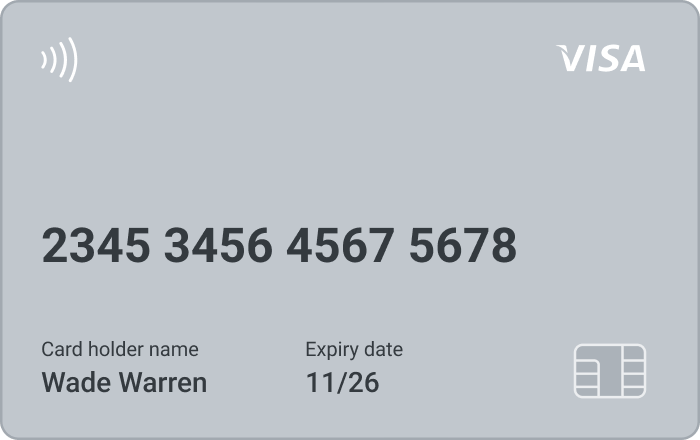 VISA
2345 3456 4567 5678
Card holder name
Wade Warren
Expiry date
11/26